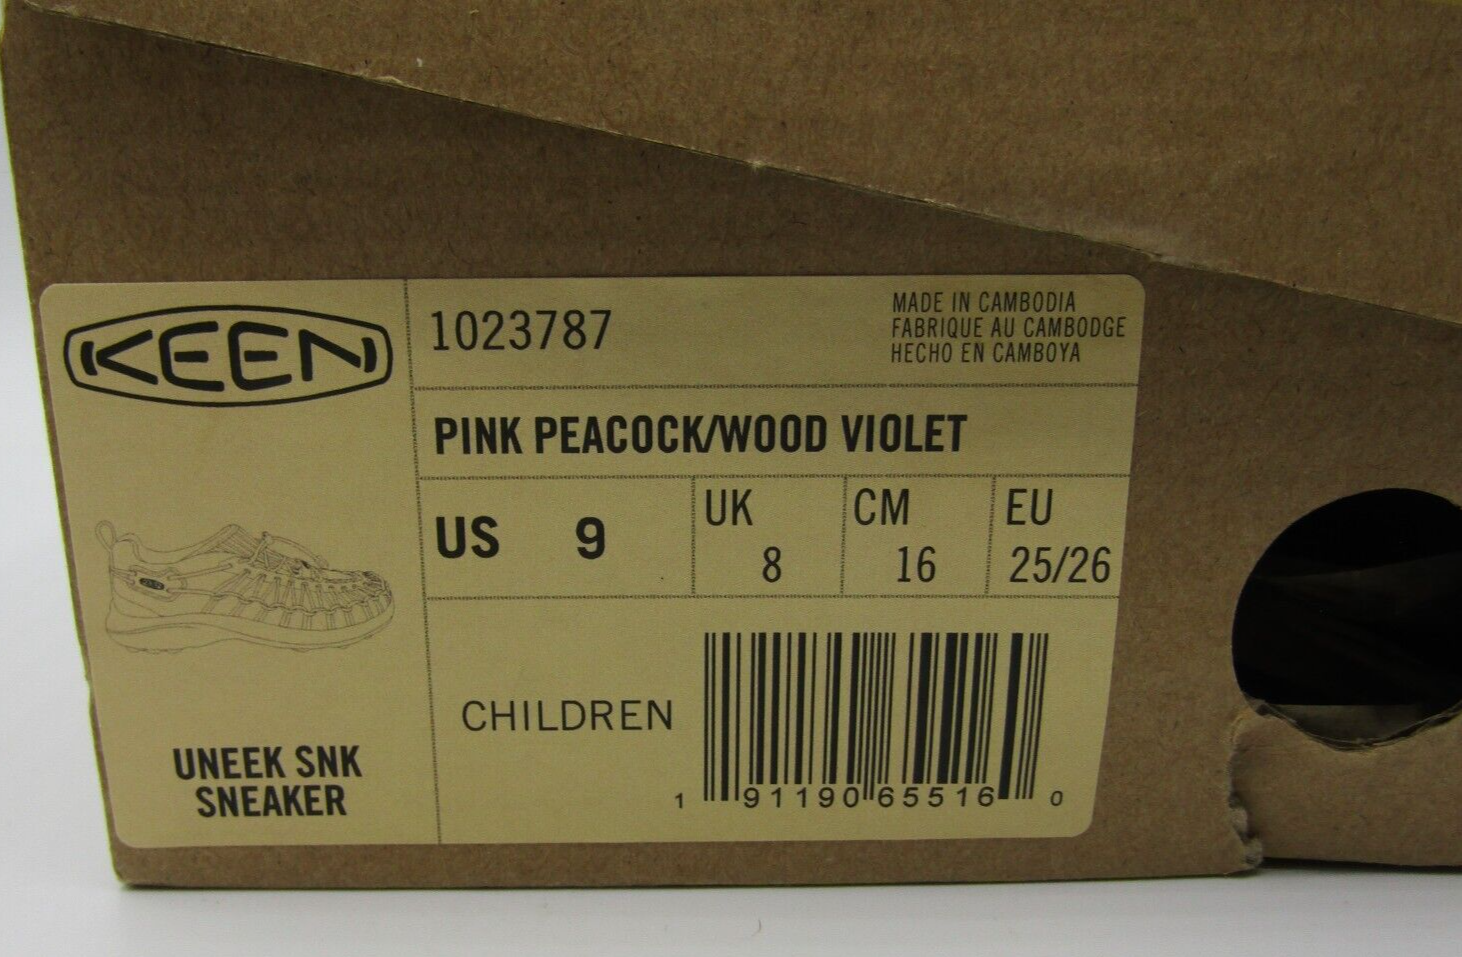 KEEN
1023787
MADE IN CAMBODIA
FABRIQUE AU CAMBODGE
HECHO EN CAMBOYA
PINK PEACOCK/WOOD VIOLET
US 9
UK
8
CM
16
EU
25/26
KEEN
UNEEK SNK
SNEAKER
CHILDREN
1 91190 65516 0